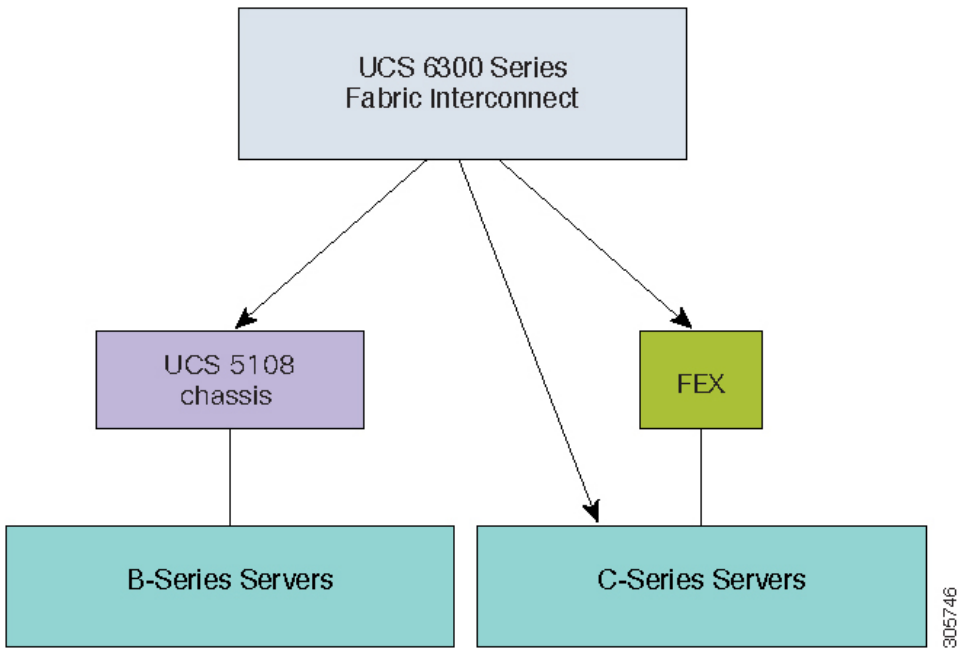 UCS 6300 Series
Fabric Interconnect
UCS 5108
chassis
FEX
B-Series Servers
C-Series Servers
305746